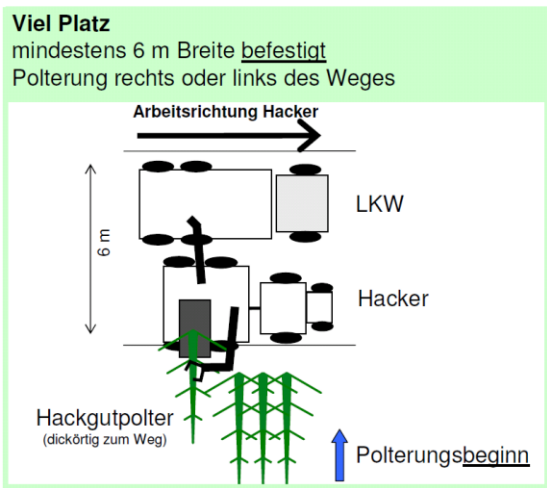 Viel Platz
mindestens 6 m Breite befestigt
Polterung rechts oder links des Weges
Arbeitsrichtung Hacker
LKW
6 m
Hacker
Hackgutpolter
(dickörtig zum Weg)
Polterungsbeginn